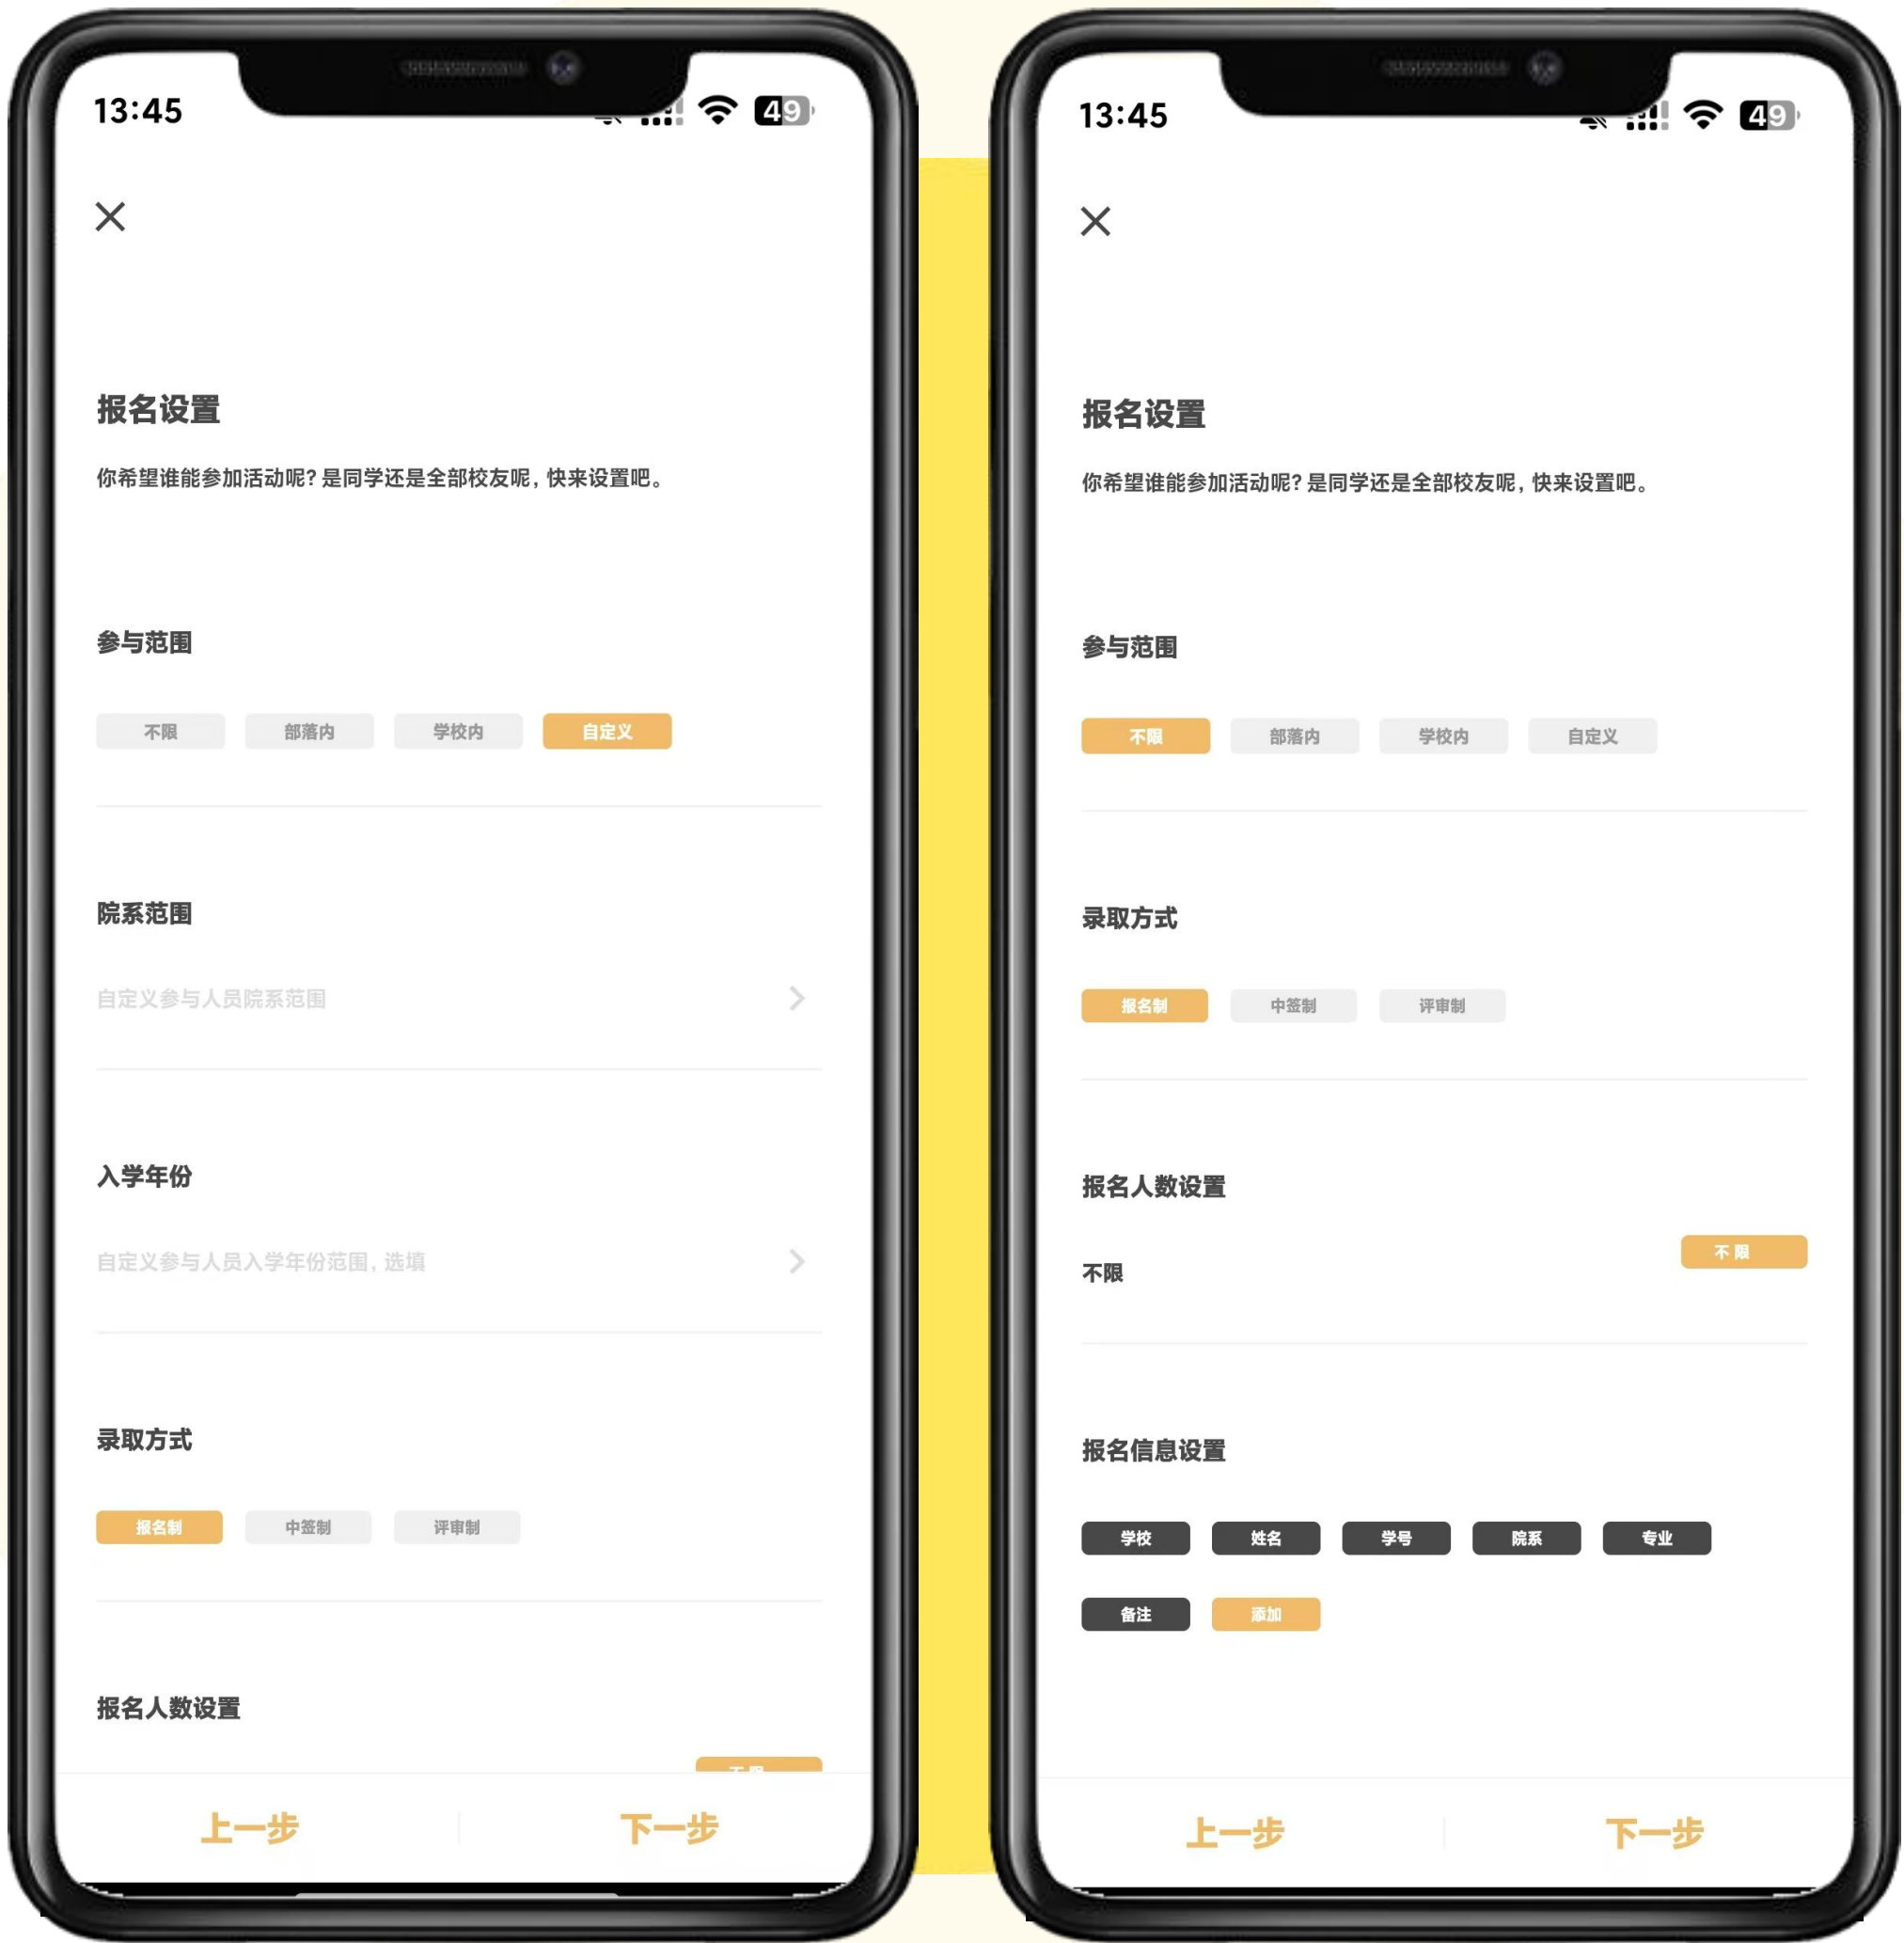 13:45
49
报名设置
你希望谁能参加活动呢？是同学还是全部校友呢，快来设置吧。
参与范围
不限 部落内 学校内 自定义
院系范围
自定义参与人员院系范围
入学年份
自定义参与人员入学年份范围，选填
录取方式
报名制 中签制 评审制
报名人数设置
不限
上一步 下一步
13:45
49
报名设置
你希望谁能参加活动呢？是同学还是全部校友呢，快来设置吧。
参与范围
不限 部落内 学校内 自定义
录取方式
报名制 中签制 评审制
报名人数设置
不限
不限
报名信息设置
学校 姓名 学号 院系 专业
备注 添加
上一步 下一步